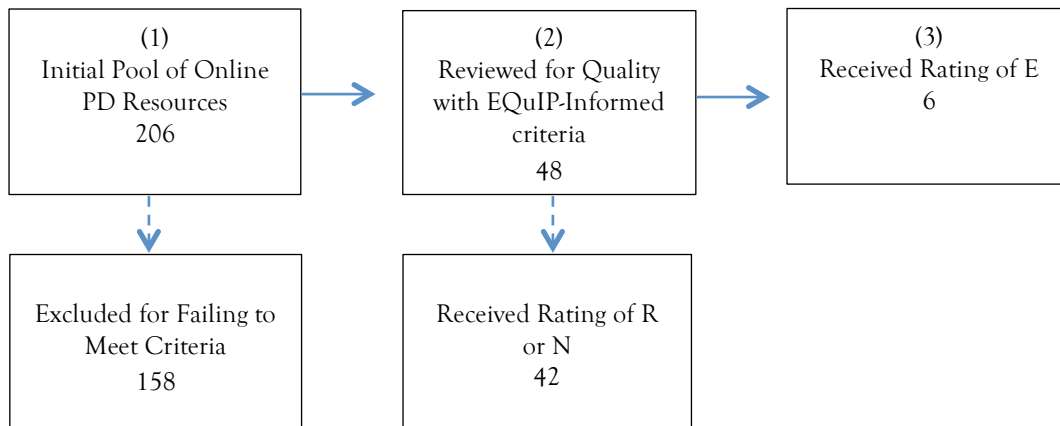 (1)
Initial Pool of Online
PD Resources
206
(2)
Reviewed for Quality
with EQuIP-Informed
criteria
48
(3)
Received Rating of E
6
Excluded for Failing to
Meet Criteria
158
Received Rating of R
or N
42